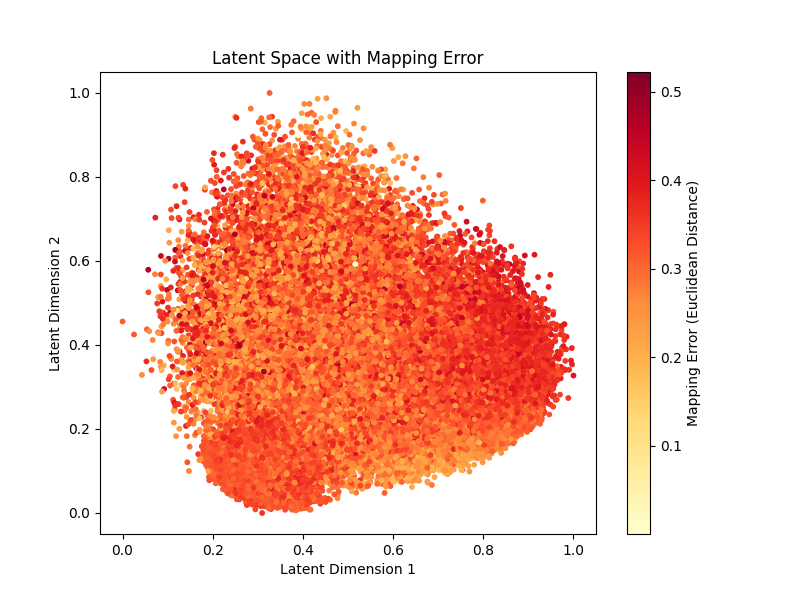 Latent Space with Mapping Error
1.0
0.8
0.6
0.4
0.2
0.0
Latent Dimension 2
0.0 0.2 0.4 0.6 0.8 1.0
Latent Dimension 1
0.5
0.4
0.3
0.2
0.1
Mapping Error (Euclidean Distance)